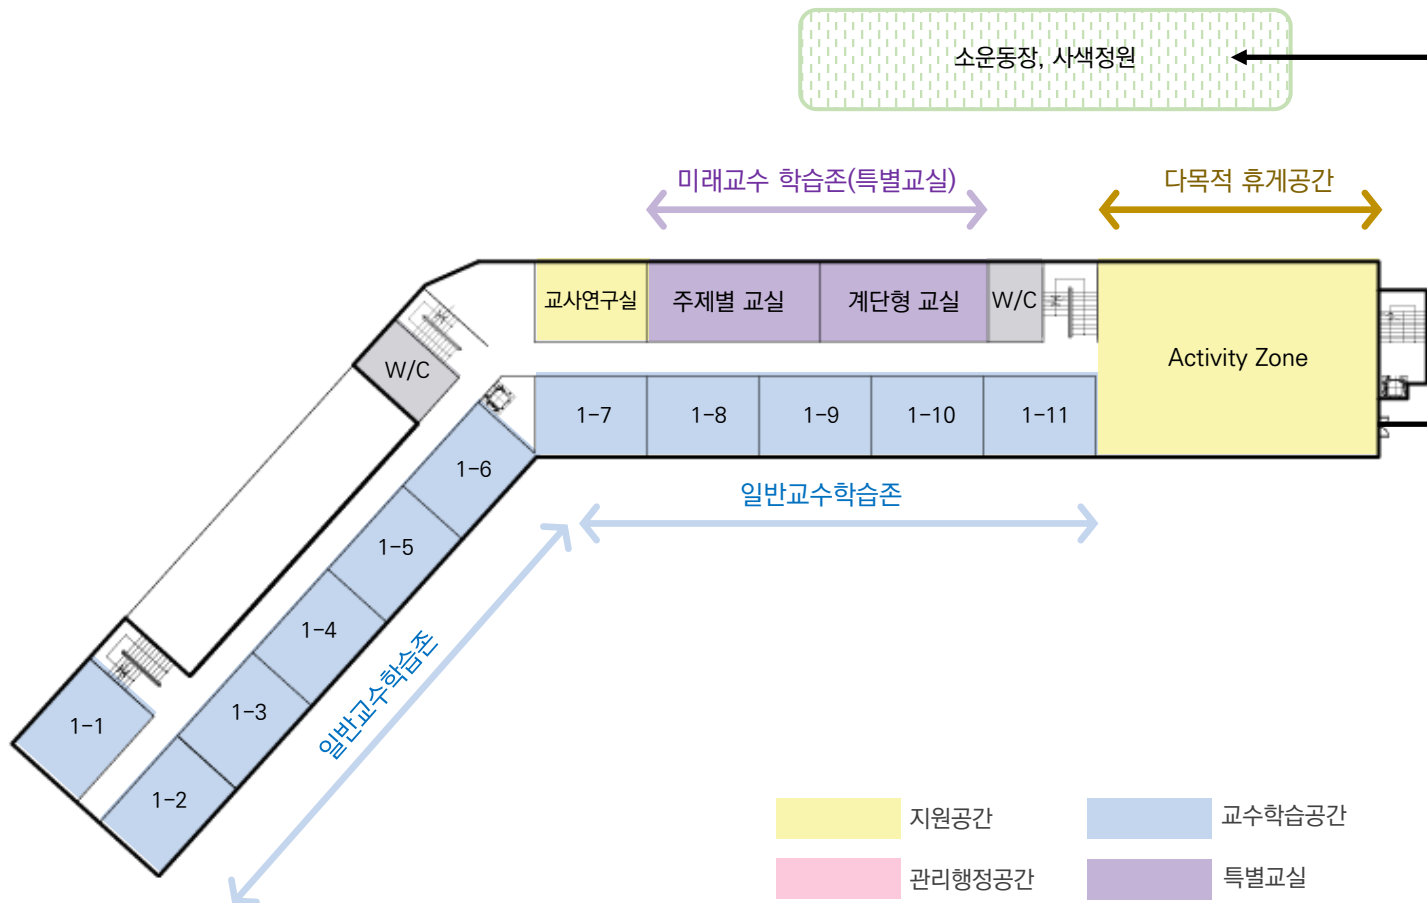 소운동장, 사색정원
미래교수 학습존(특별교실)
다목적 휴게공간
교사연구실
주제별 교실
계단형 교실
W/C
W/C
Activity Zone
1-7
1-8
1-9
1-10
1-11
1-6
일반교수학습존
1-5
1-4
일반교수학습존
1-3
1-1
1-2
지원공간
교수학습공간
관리행정공간
특별교실